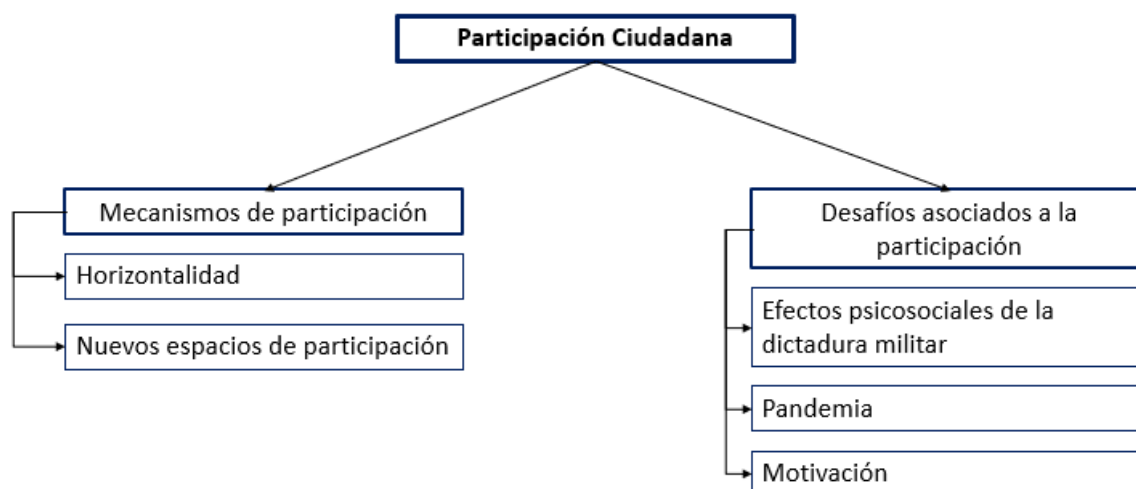 Participación Ciudadana
Mecanismos de participación
Horizontalidad
Nuevos espacios de participación
Desafíos asociados a la
participación
Efectos psicosociales de la
dictadura militar
Pandemia
Motivación